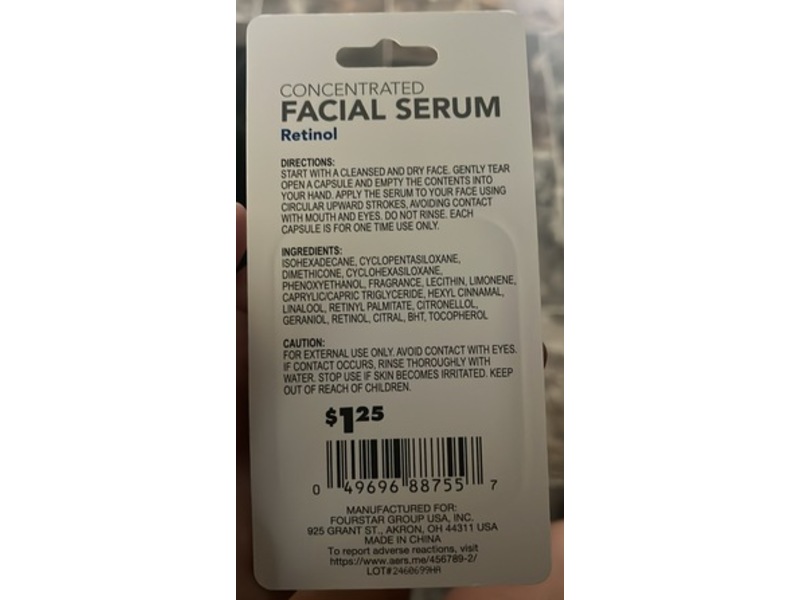 CONCENTRATED
FACIAL SERUM
Retinol
DIRECTIONS:
START WITH A CLEANSED AND DRY FACE. GENTLY TEAR
OPEN A CAPSULE AND EMPTY THE CONTENTS INTO
YOUR HAND. APPLY THE SERUM TO YOUR FACE USING
CIRCULAR UPWARD STROKES, AVOIDING CONTACT
WITH MOUTH AND EYES. DO NOT RINSE. EACH
CAPSULE IS FOR ONE TIME USE ONLY.
INGREDIENTS:
ISOHEXADECANE, CYCLOPENTASILOXANE,
DIMETHICONE, CYCLOHEXASILOXANE,
PHENOXYETHANOL, FRAGRANCE, LECITHIN, LIMONENE,
CAPRYLIC/CAPRIC TRIGLYCERIDE, HEXYL CINNAMAL,
LINALOOL, RETINYL PALMITATE, CITRONELLOL,
GERANIOL, RETINOL, CITRAL, BHT, TOCOPHEROL
CAUTION:
FOR EXTERNAL USE ONLY. AVOID CONTACT WITH EYES.
IF CONTACT OCCURS, RINSE THOROUGHLY WITH
WATER. STOP USE IF SKIN BECOMES IRRITATED. KEEP
OUT OF REACH OF CHILDREN.
$1.25
0 49696 88755 7
MANUFACTURED FOR:
FOURSTAR GROUP USA, INC.
925 GRANT ST., AKRON, OH 44311 USA
MADE IN CHINA
To report adverse reactions, visit
https://www.aers.me/456789-2/
LOT#2460699HA